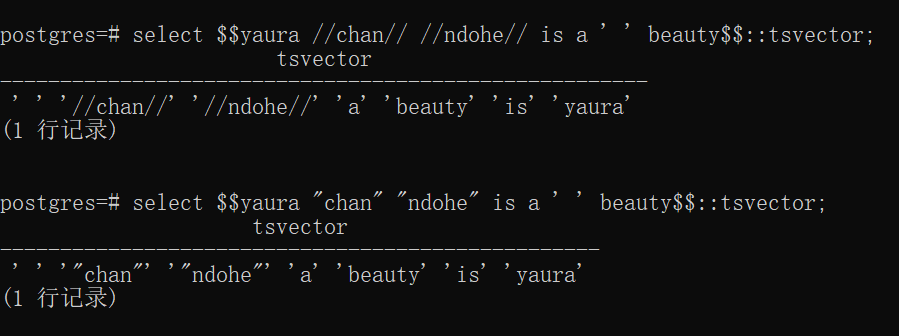 postgres=# select $$yaura //chan// //ndohe// is a ' ' beauty$$::tsvector;
tsvector
------------------------------------------------------
' ' '//chan//' '//ndohe//' 'a' 'beauty' 'is' 'yaura'
(1 行记录)
postgres=# select $$yaura "chan" "ndohe" is a ' ' beauty$$::tsvector;
tsvector
--------------------------------------------------
' ' '"chan"' '"ndohe"' 'a' 'beauty' 'is' 'yaura'
(1 行记录)